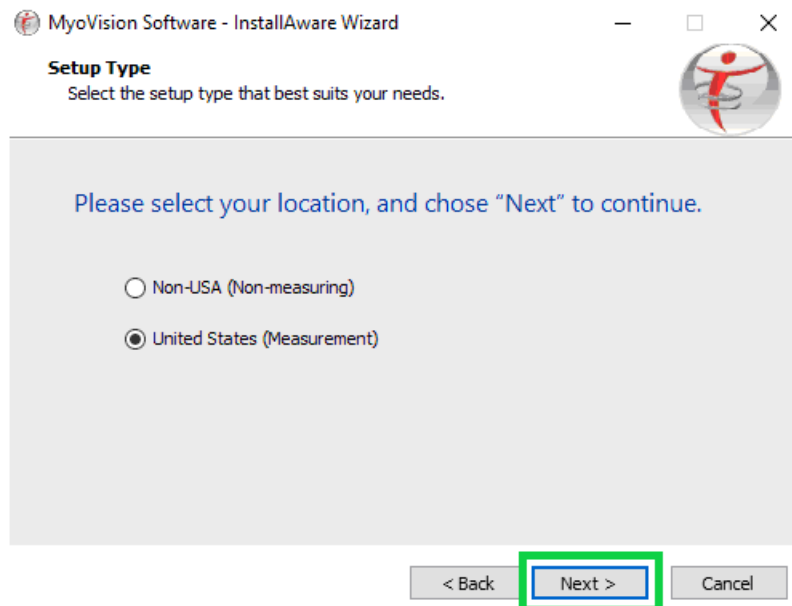 MyoVision Software - InstallAware Wizard
Setup Type
Select the setup type that best suits your needs.
Please select your location, and chose “Next” to continue.
Non-USA (Non-measuring)
United States (Measurement)
< Back
Next >
Cancel